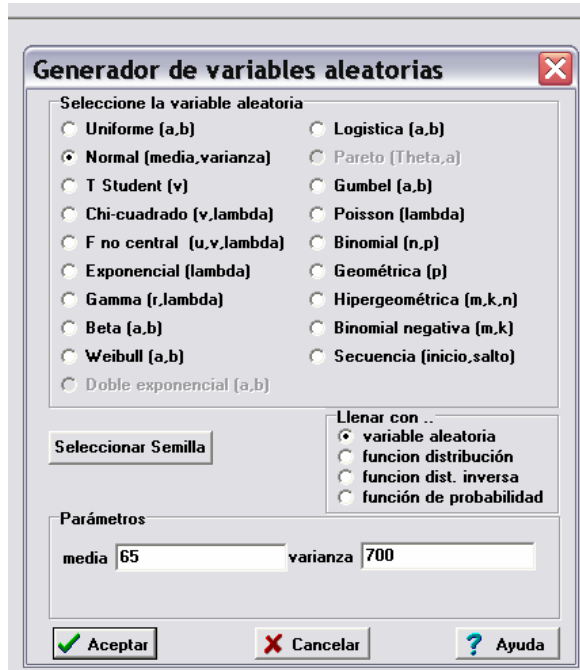 Generador de variables aleatorias
Seleccione la variable aleatoria
Uniforme (a,b)
Normal (media,varianza)
T Student (v)
Chi-cuadrado (v,lambda)
F no central (u,v,lambda)
Exponencial (lambda)
Gamma (r,lambda)
Beta (a,b)
Weibull (a,b)
Doble exponencial (a,b)
Logistica (a,b)
Pareto (Theta,a)
Gumbel (a,b)
Poisson (lambda)
Binomial (n,p)
Geométrica (p)
Hipergeométrica (m,k,n)
Binomial negativa (m,k)
Secuencia (inicio,salto)
Seleccionar Semilla
Llenar con ..
variable aleatoria
funcion distribución
funcion dist. inversa
función de probabilidad
Parámetros
media 65 varianza 700
Aceptar Cancelar ? Ayuda